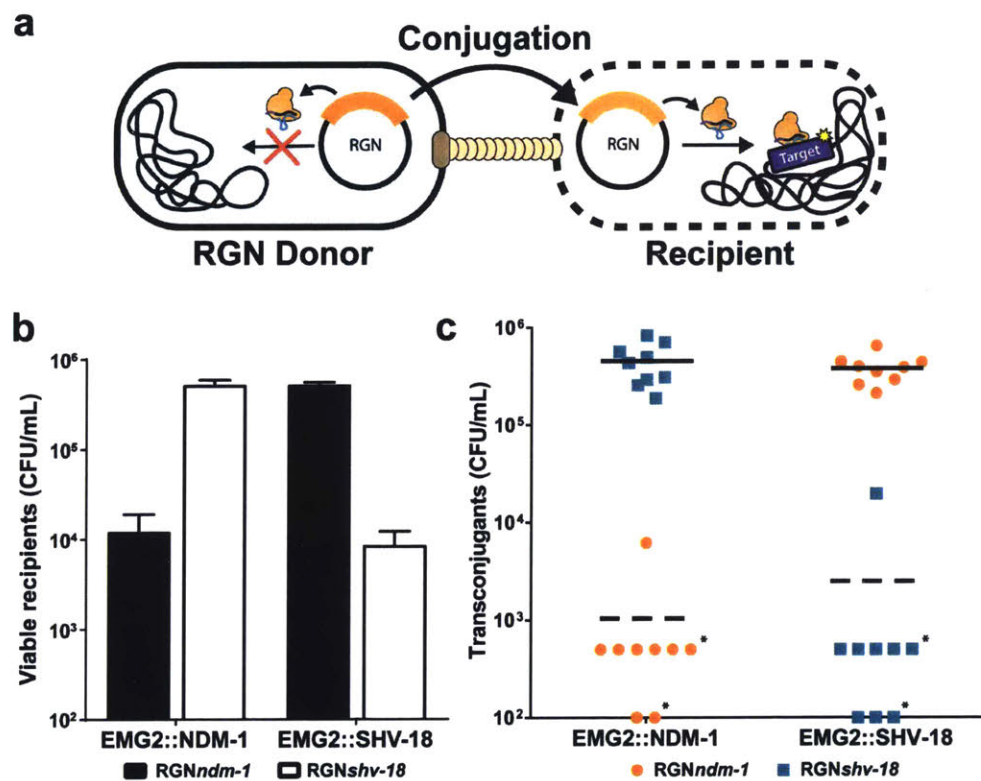 a
Conjugation
RGN
RGN
Target
RGN Donor
Recipient
b
Viable recipients (CFU/mL)
10⁶
10⁵
10⁴
10³
10²
EMG2::NDM-1 EMG2::SHV-18
RGNndm-1 RGNshv-18
c
Transconjugants (CFU/mL)
10⁶
10⁵
10⁴
10³
10²
*
*
*
*
EMG2::NDM-1 EMG2::SHV-18
RGNndm-1 RGNshv-18